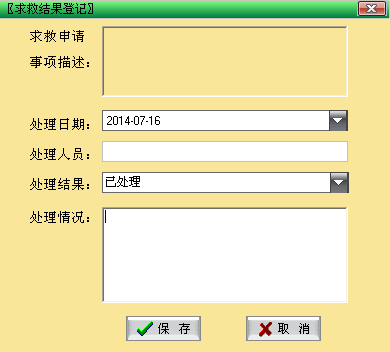 〖求救结果登记〗
求救申请
事项描述：
处理日期： 2014-07-16
处理人员：
处理结果： 已处理
处理情况：
保 存 取 消